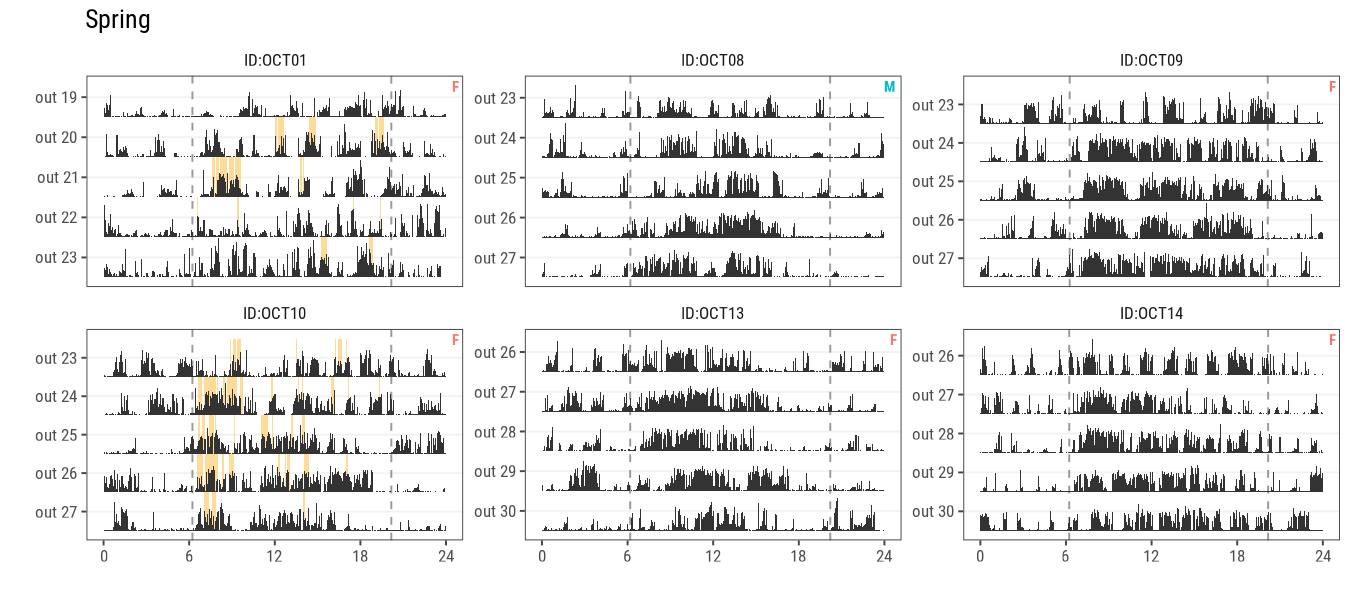 Spring
ID:OCT01
ID:OCT08
ID:OCT09
F
M
F
out 19
out 20
out 21
out 22
out 23
out 23
out 24
out 25
out 26
out 27
out 23
out 24
out 25
out 26
out 27
ID:OCT10
ID:OCT13
ID:OCT14
F
F
F
out 23
out 24
out 25
out 26
out 27
out 26
out 27
out 28
out 29
out 30
out 26
out 27
out 28
out 29
out 30
0 6 12 18 24
0 6 12 18 24
0 6 12 18 24